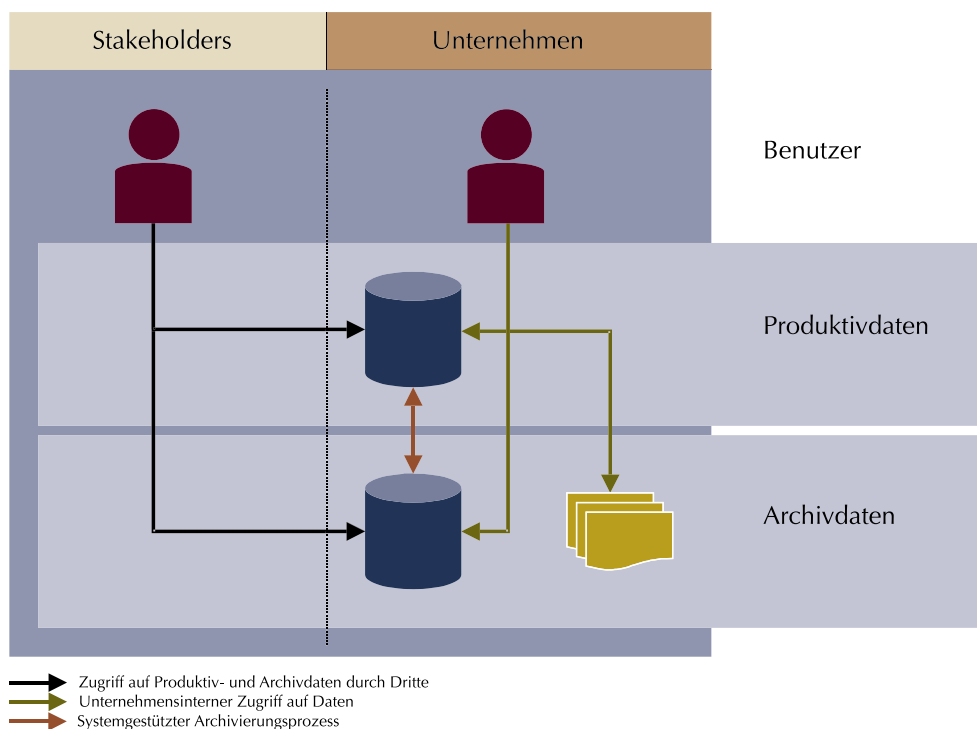 Stakeholders
Unternehmen
Benutzer
Produktivdaten
Archivdaten
Zugriff auf Produktiv- und Archivdaten durch Dritte
Unternehmensinterner Zugriff auf Daten
Systemgestützter Archivierungsprozess